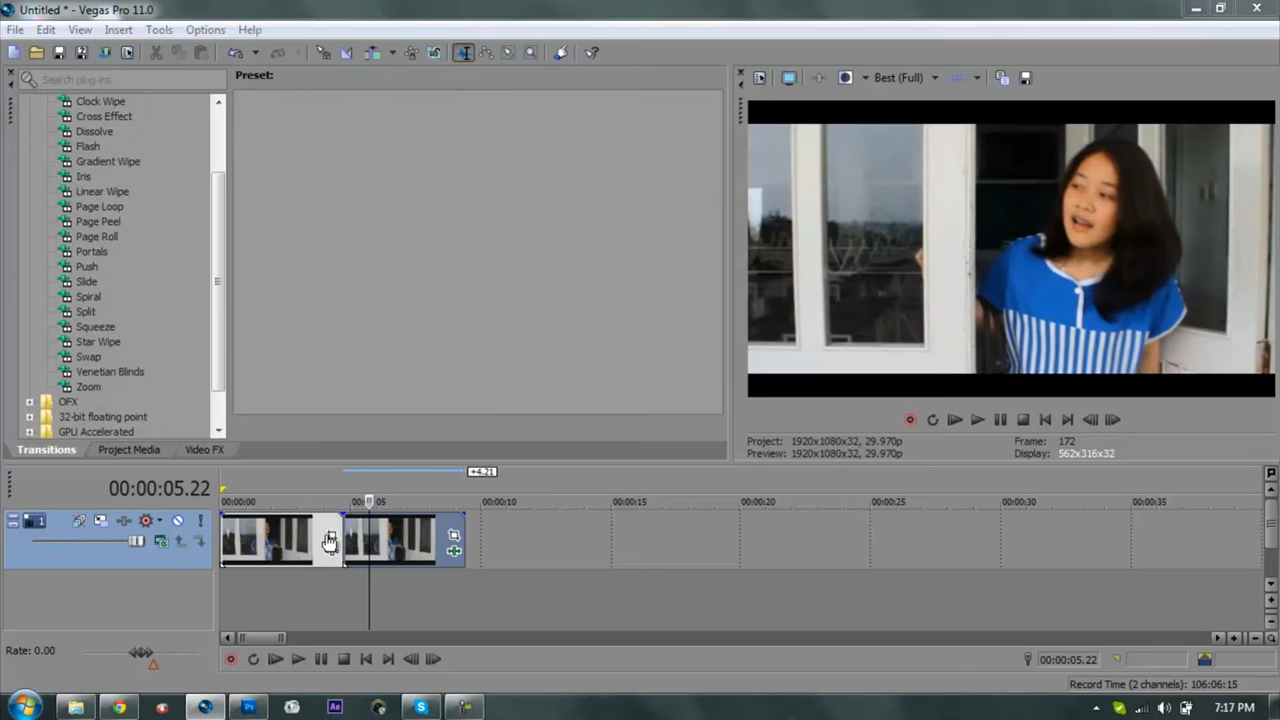 Untitled * - Vegas Pro 11.0
File Edit View Insert Tools Options Help
Search plug-ins
Preset:
Best (Full)
Clock Wipe
Cross Effect
Dissolve
Flash
Gradient Wipe
Iris
Linear Wipe
Page Loop
Page Peel
Page Roll
Portals
Push
Slide
Spiral
Split
Squeeze
Star Wipe
Swap
Venetian Blinds
Zoom
OFX
32-bit floating point
GPU Accelerated
Transitions Project Media Video FX
Project: 1920x1080x32, 29.970p Frame: 172
Preview: 1920x1080x32, 29.970p Display: 562x316x32
+4.21
00:00:05.22
00:00:00 00:00:05 00:00:10 00:00:15 00:00:20 00:00:25 00:00:30 00:00:35
1
Rate: 0.00
00:00:05.22
Record Time (2 channels): 106:06:15
Ae
7:17 PM